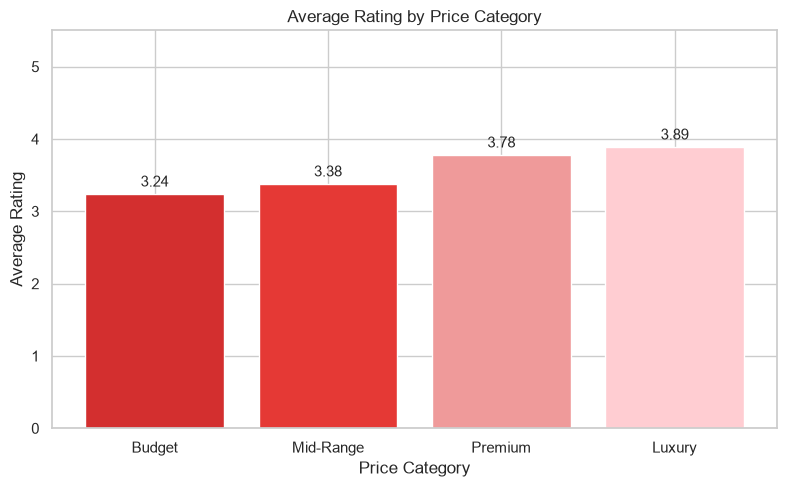 Average Rating by Price Category
Average Rating
5
4
3
2
1
0
3.24
3.38
3.78
3.89
Budget
Mid-Range
Premium
Luxury
Price Category